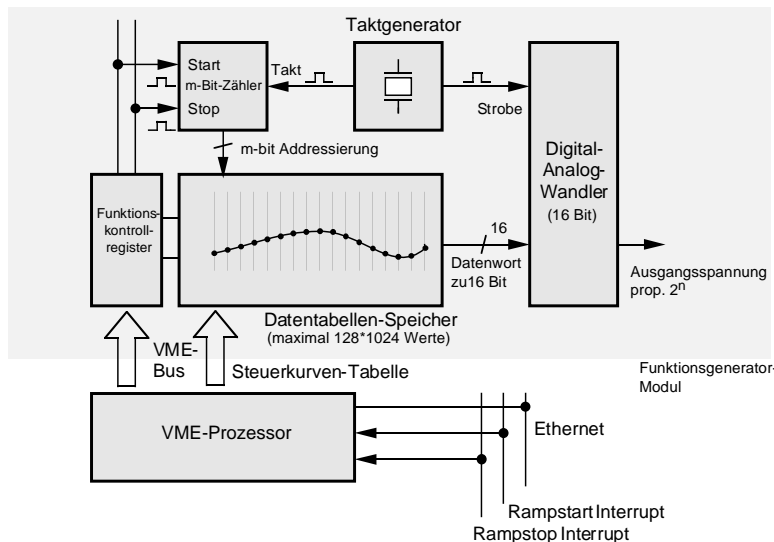 Taktgenerator
Start
m-Bit-Zähler
Stop
Takt
Strobe
m-bit Addressierung
Digital-
Analog-
Wandler
(16 Bit)
Funktions-
kontroll-
register
16
Datenwort
zu16 Bit
Ausgangsspannung
prop. 2n
Datentabellen-Speicher
(maximal 128*1024 Werte)
VME-
Bus
Steuerkurven-Tabelle
Funktionsgenerator-
Modul
VME-Prozessor
Ethernet
Rampstart Interrupt
Rampstop Interrupt